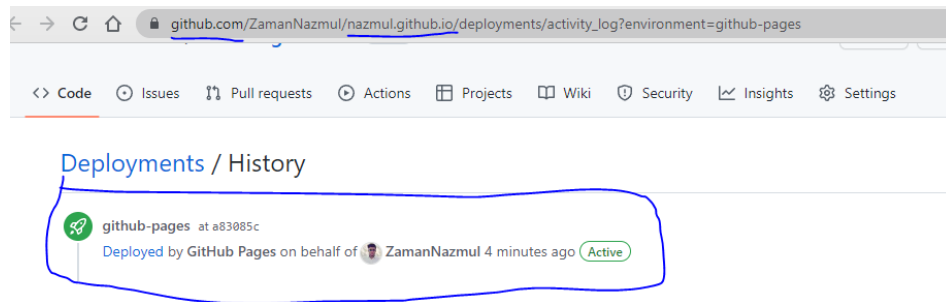 github.com/ZamanNazmul/nazmul.github.io/deployments/activity_log?environment=github-pages
Code Issues Pull requests Actions Projects Wiki Security Insights Settings
Deployments / History
github-pages at a83085c
Deployed by GitHub Pages on behalf of ZamanNazmul 4 minutes ago Active